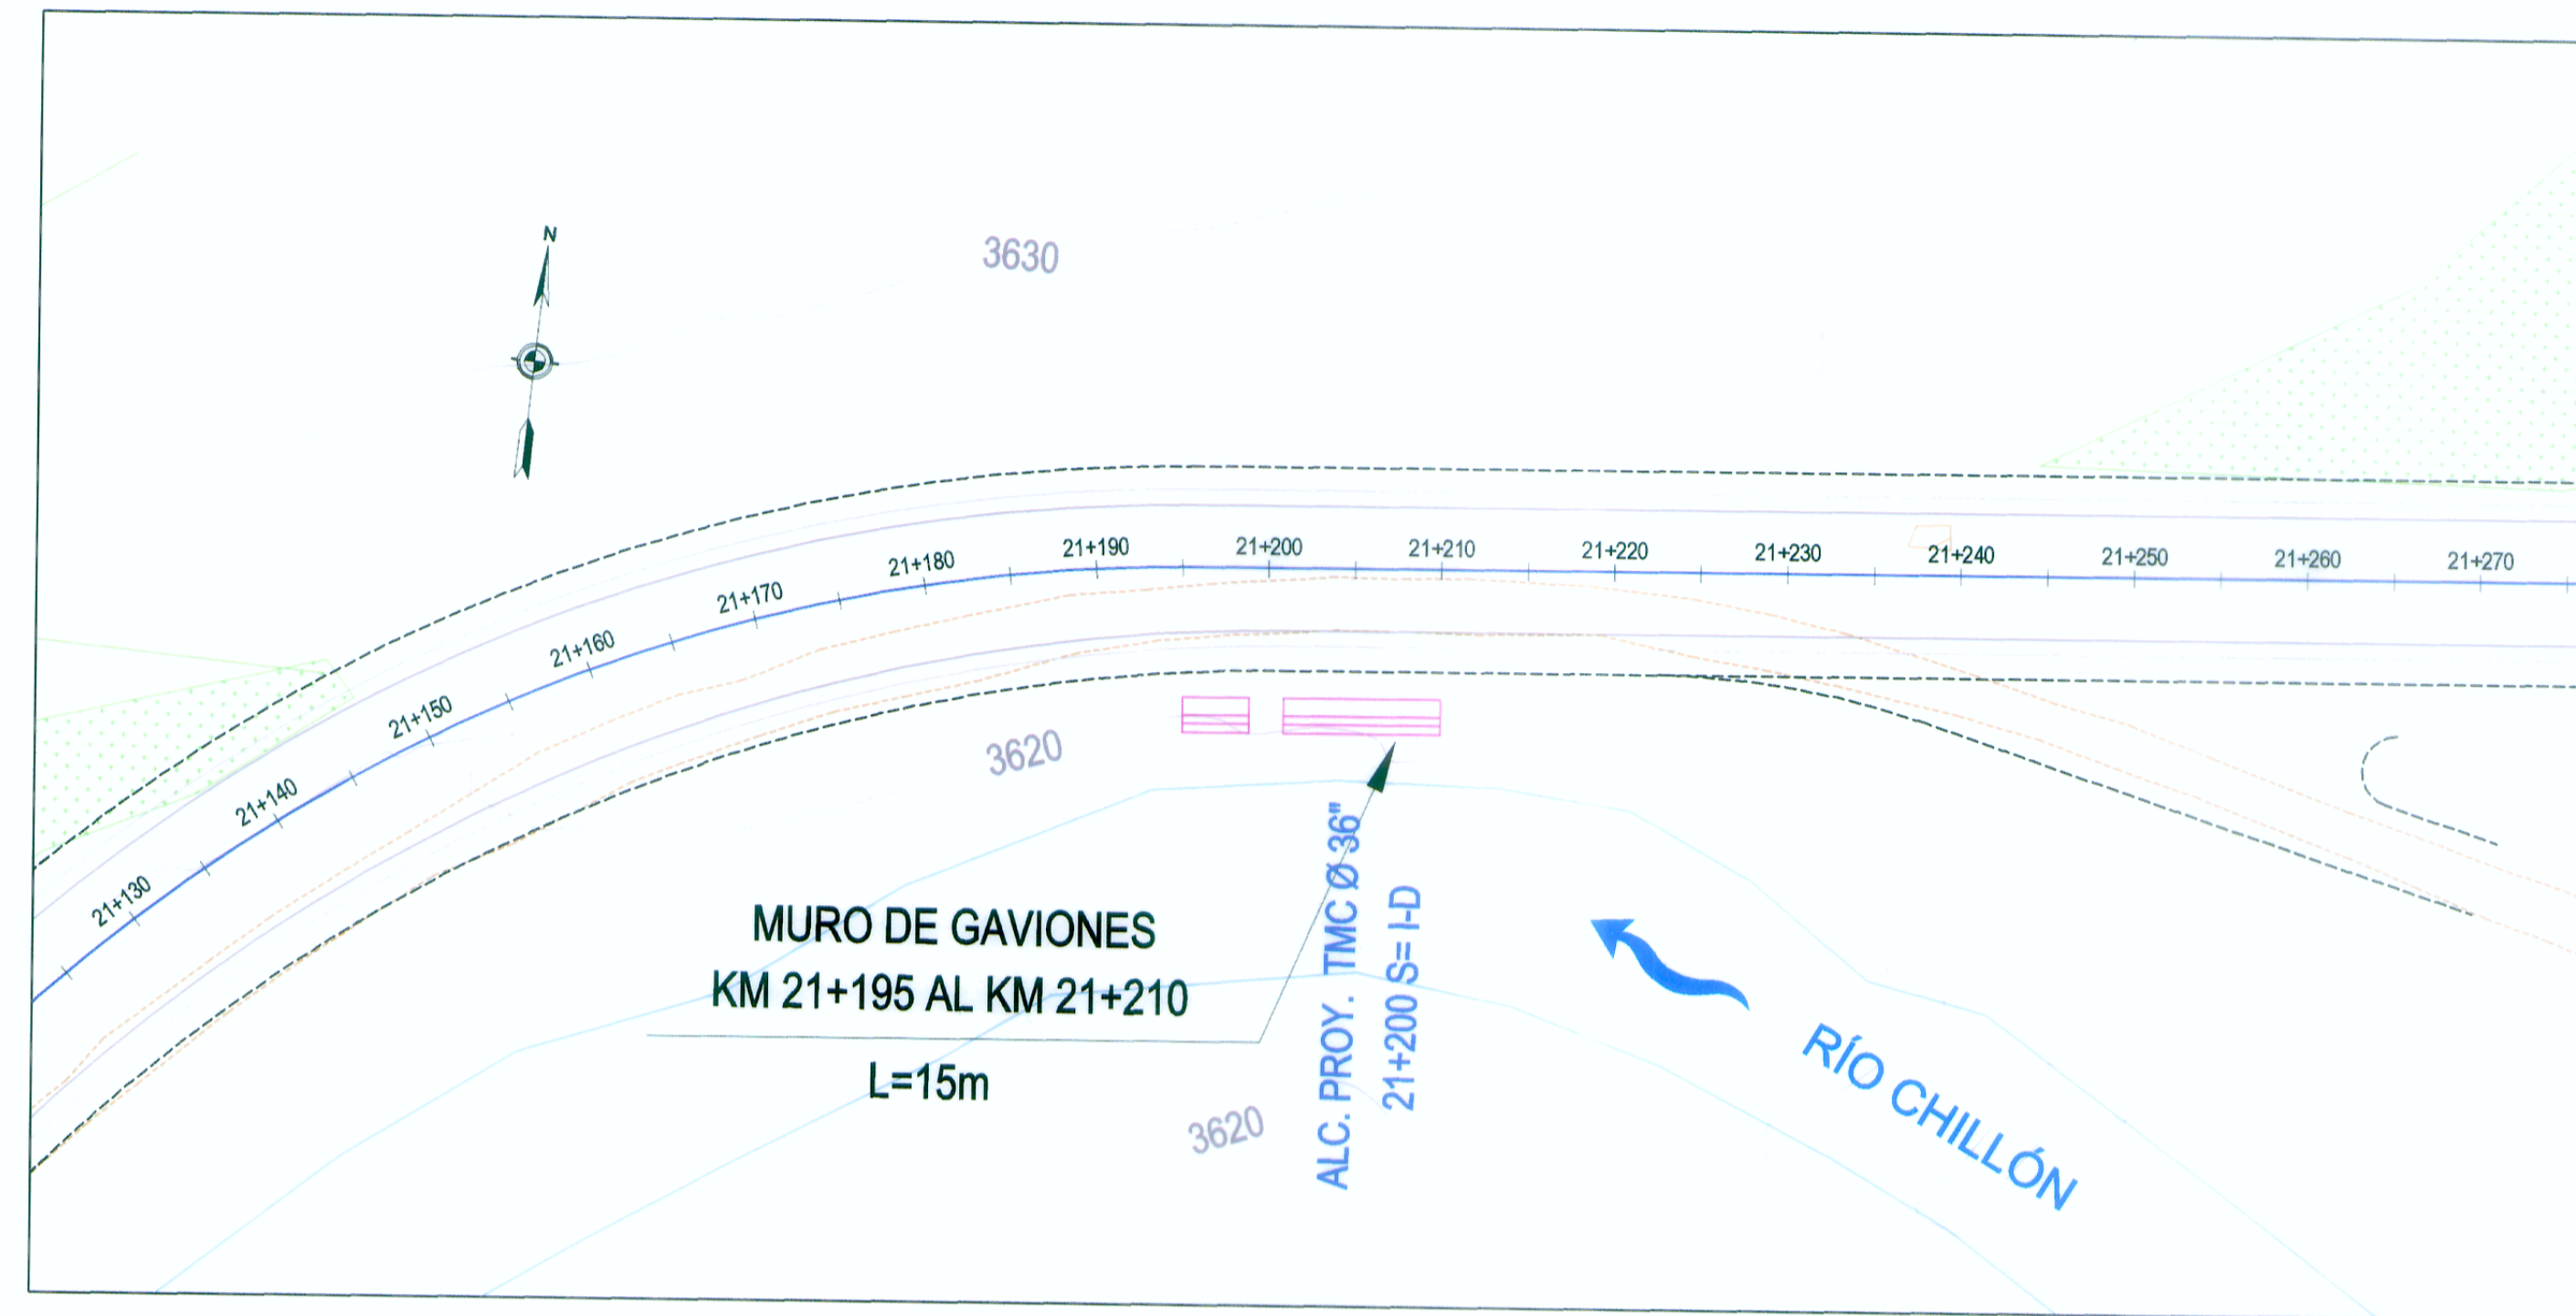 N
3630
21+130
21+140
21+150
21+160
21+170
21+180
21+190
21+200
21+210
21+220
21+230
21+240
21+250
21+260
21+270
3620
MURO DE GAVIONES
KM 21+195 AL KM 21+210
L=15m
ALC. PROY. TMC Ø 36"
21+200 S= I-D
RÍO CHILLÓN
3620